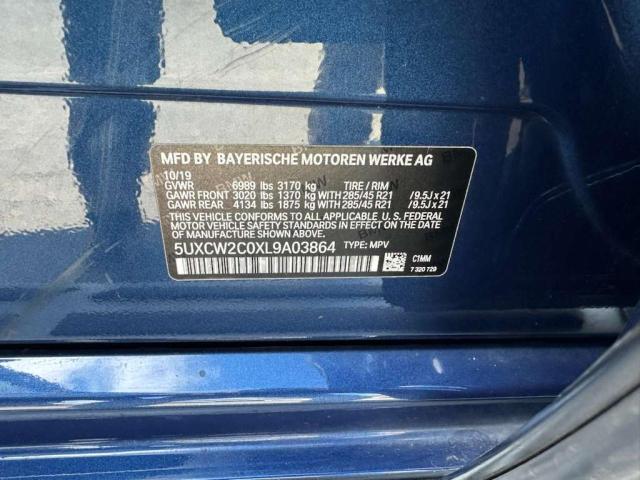 MFD BY BAYERISCHE MOTOREN WERKE AG
10/19
GVWR 6989 lbs 3170 kg TIRE / RIM
GAWR FRONT 3020 lbs 1370 kg WITH 285/45 R21 /9.5J x 21
GAWR REAR 4134 lbs 1875 kg WITH 285/45 R21 /9.5J x 21
THIS VEHICLE CONFORMS TO ALL APPLICABLE U. S. FEDERAL
MOTOR VEHICLE SAFETY AND THEFT PREVENTION
STANDARDS IN EFFECT ON THE DATE OF MANUFACTURE
SHOWN ABOVE.
5UXCW2C0XL9A03864 TYPE: MPV
C1MM
7 320 729